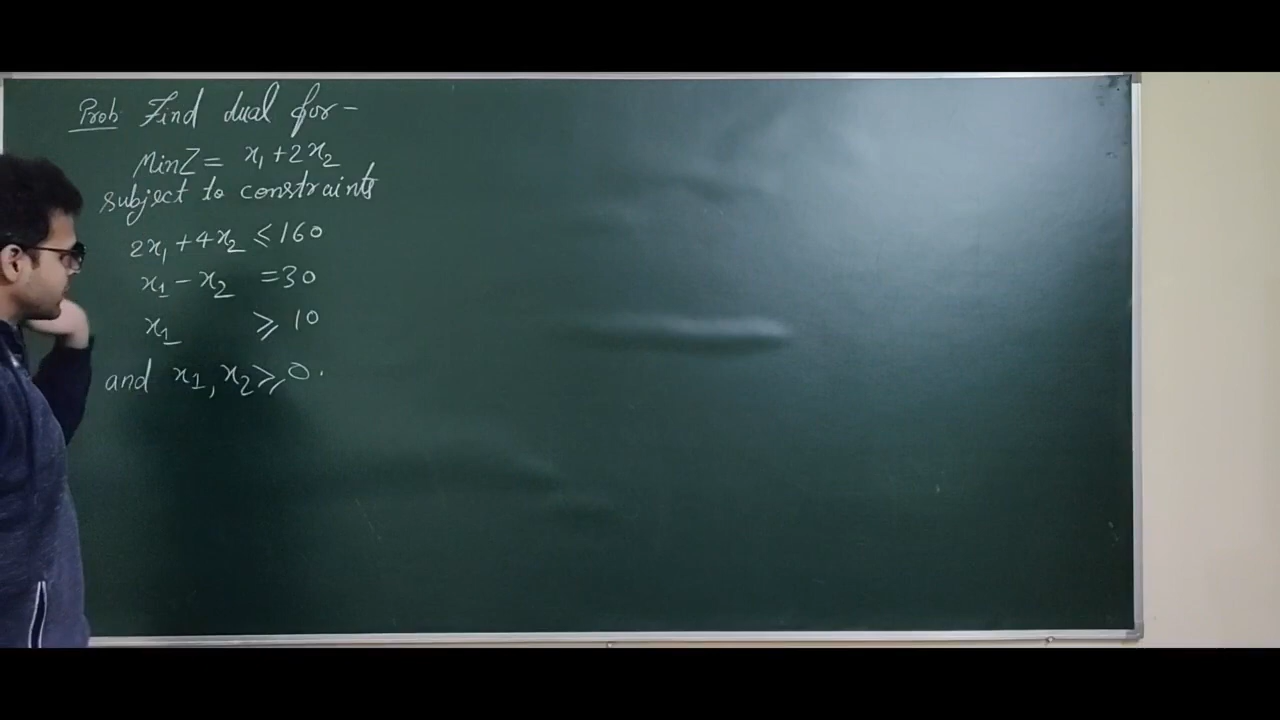 Prob. Find dual for-
Min Z = x₁ + 2x₂
subject to constraints
2x₁ + 4x₂ ⩽ 160
x₁ - x₂ = 30
x₁ ⩾ 10
and x₁, x₂ ⩾ 0.